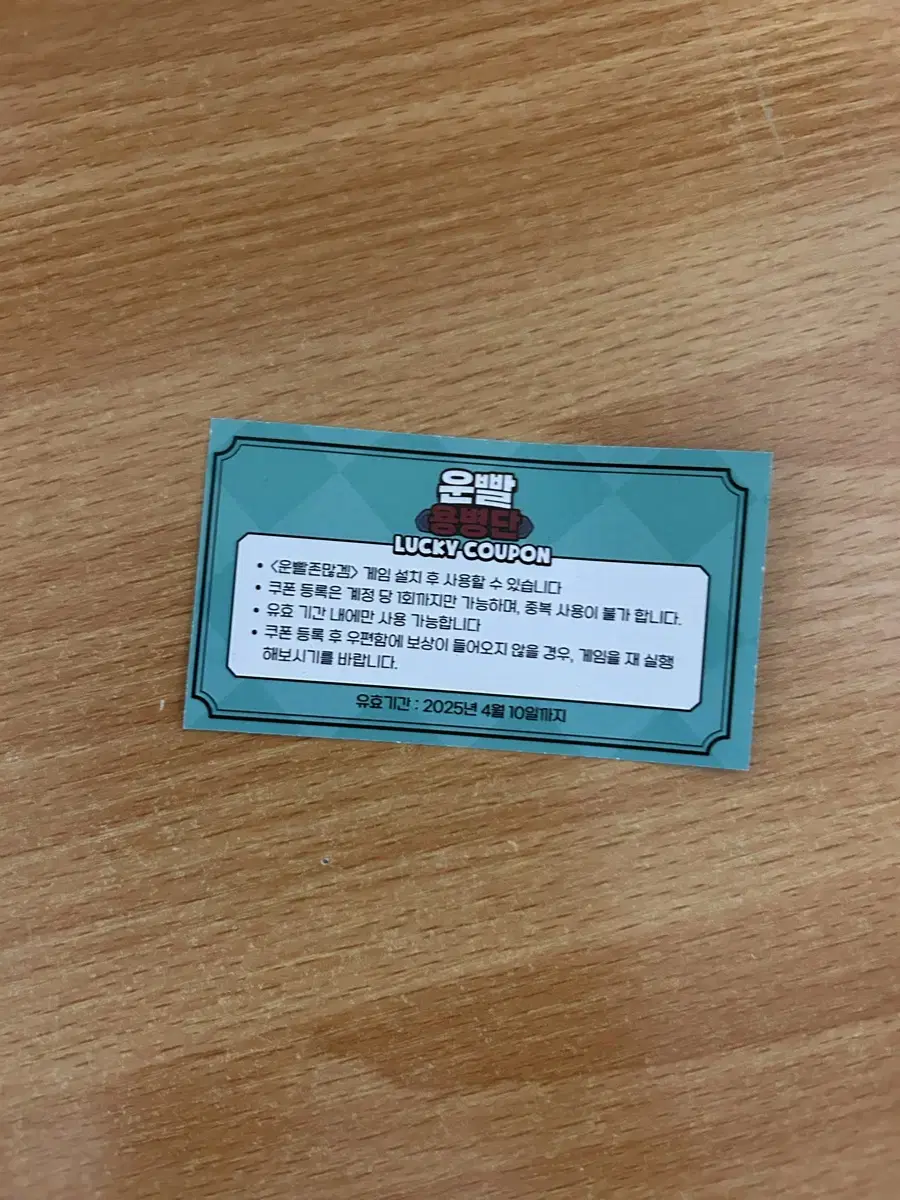 운빨
용병단
LUCKY COUPON
• <운빨존많겜> 게임 설치 후 사용할 수 있습니다
• 쿠폰 등록은 계정 당 1회까지만 가능하며, 중복 사용이 불가 합니다.
• 유효 기간 내에만 사용 가능합니다
• 쿠폰 등록 후 우편함에 보상이 들어오지 않을 경우, 게임을 재 실행
해보시기를 바랍니다.
유효기간 : 2025년 4월 10일까지